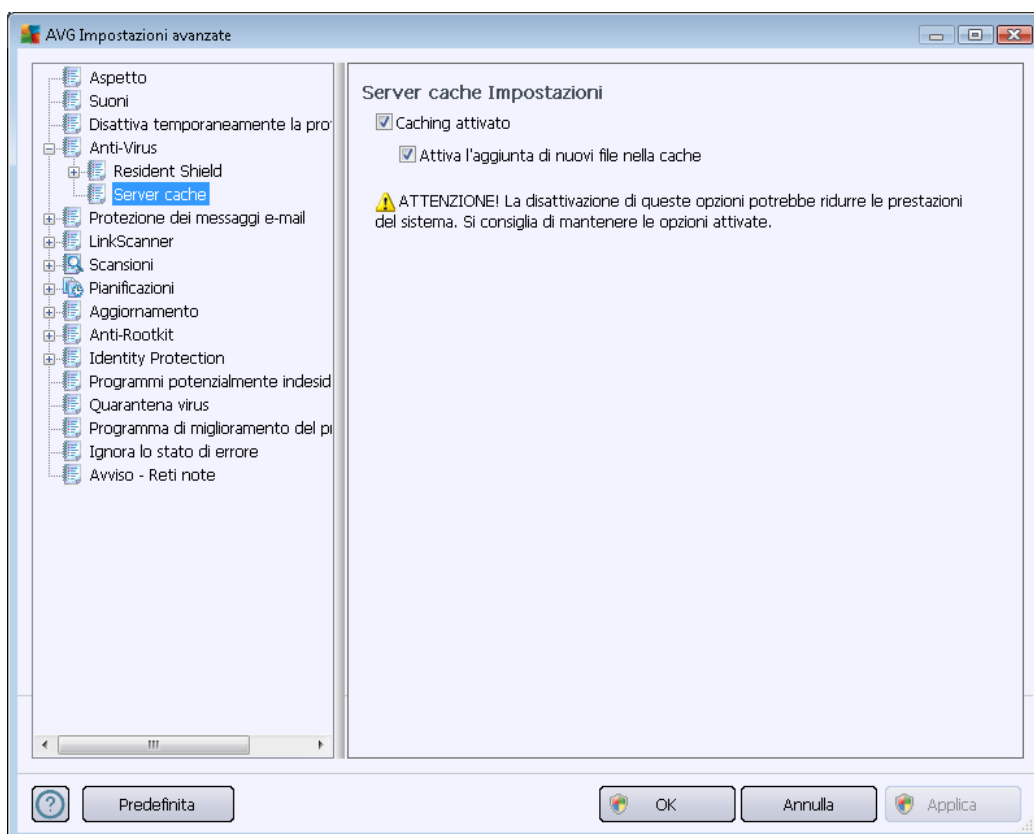 AVG Impostazioni avanzate
Aspetto
Suoni
Disattiva temporaneamente la pro
Anti-Virus
Resident Shield
Server cache
Protezione dei messaggi e-mail
LinkScanner
Scansioni
Pianificazioni
Aggiornamento
Anti-Rootkit
Identity Protection
Programmi potenzialmente indesid
Quarantena virus
Programma di miglioramento del pr
Ignora lo stato di errore
Avviso - Reti note
Server cache Impostazioni
Caching attivato
Attiva l'aggiunta di nuovi file nella cache
ATTENZIONE! La disattivazione di queste opzioni potrebbe ridurre le prestazioni
del sistema. Si consiglia di mantenere le opzioni attivate.
Predefinita
OK
Annulla
Applica